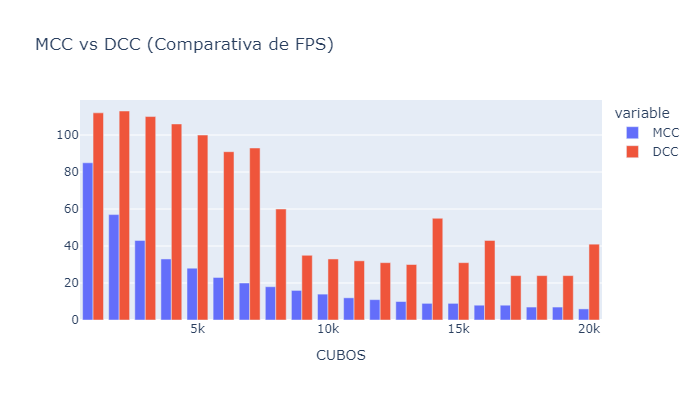 MCC vs DCC (Comparativa de FPS)
variable
MCC
DCC
100
80
60
40
20
0
5k
10k
15k
20k
CUBOS